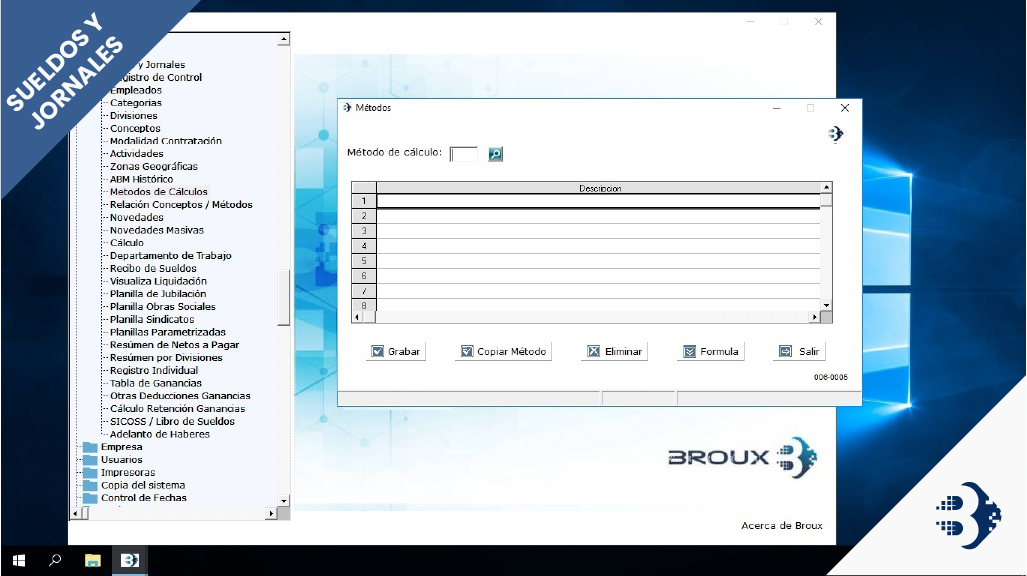 SUELDOS Y
JORNALES
y Jornales
Registro de Control
Empleados
Categorias
Divisiones
Conceptos
Modalidad Contratación
Actividades
Zonas Geográficas
ABM Histórico
Metodos de Cálculos
Relación Conceptos / Métodos
Novedades
Novedades Masivas
Cálculo
Departamento de Trabajo
Recibo de Sueldos
Visualiza Liquidación
Planilla de Jubilación
Planilla Obras Sociales
Planilla Sindicatos
Planillas Parametrizadas
Resúmen de Netos a Pagar
Resúmen por Divisiones
Registro Individual
Tabla de Ganancias
Otras Deducciones Ganancias
Cálculo Retención Ganancias
SICOSS / Libro de Sueldos
Adelanto de Haberes
Empresa
Usuarios
Impresoras
Copia del sistema
Control de Fechas
Métodos
Método de cálculo:
Descripcion
1
2
3
4
5
6
7
8
Grabar Copiar Método Eliminar Formula Salir
006-0005
BROUX
Acerca de Broux